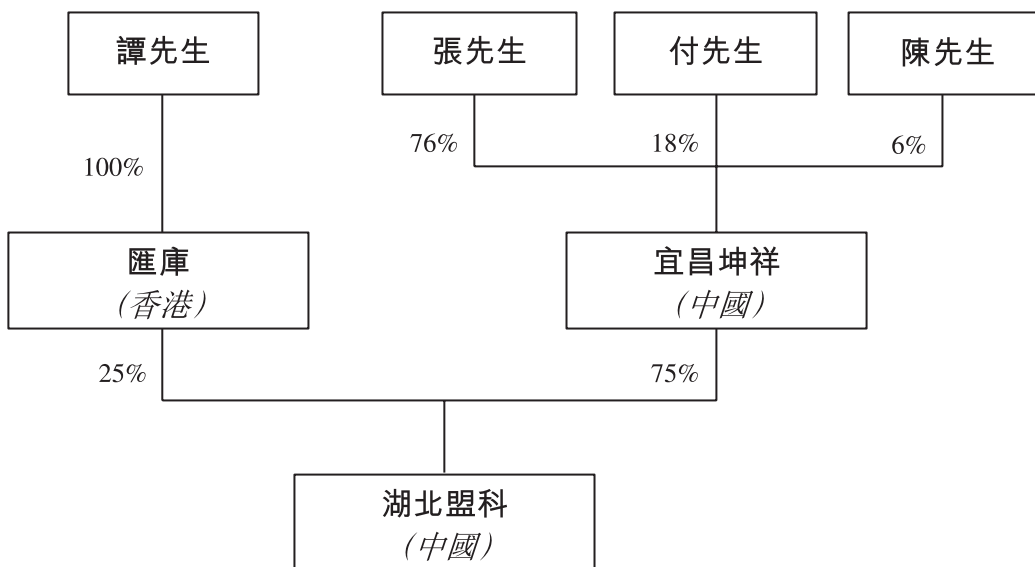 譚先生
張先生
付先生
陳先生
76%
18%
6%
100%
匯庫
(香港)
宜昌坤祥
(中國)
25%
75%
湖北盟科
(中國)